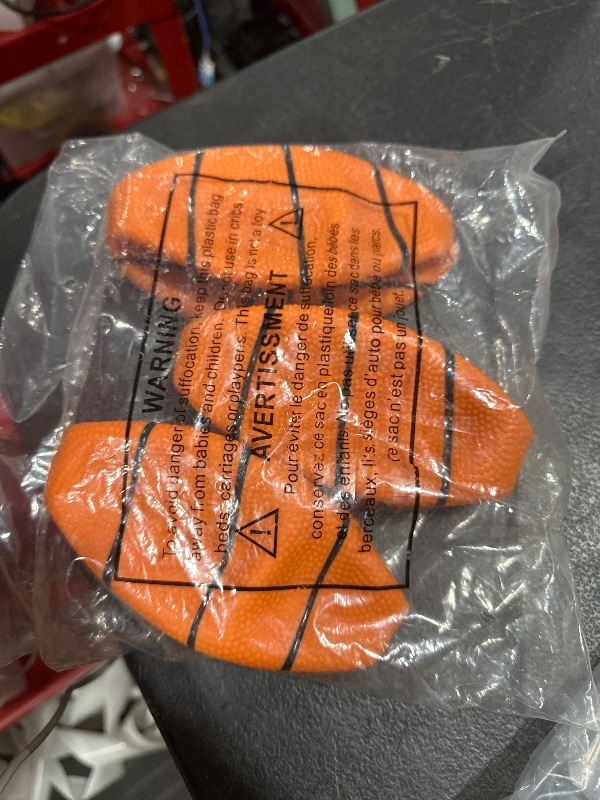 WARNING
To avoid danger of suffocation, keep this plastic bag
away from babies and children. Do not use in cribs,
beds, carriages or playpens. This bag is not a toy
AVERTISSMENT
Pour éviter le danger de suffocation,
conservez ce sac en plastique loin des bébés
et des enfants. Ne pas utiliser ce sac dans les
berceaux, lits, sièges d'auto pour bébé ou parcs.
Ce sac n'est pas un jouet.